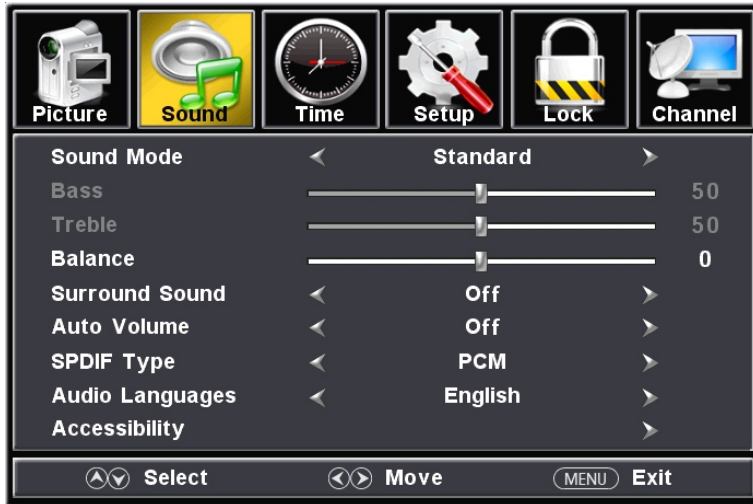 Picture Sound Time Setup Lock Channel
Sound Mode Standard
Bass 50
Treble 50
Balance 0
Surround Sound Off
Auto Volume Off
SPDIF Type PCM
Audio Languages English
Accessibility
Select Move MENU Exit